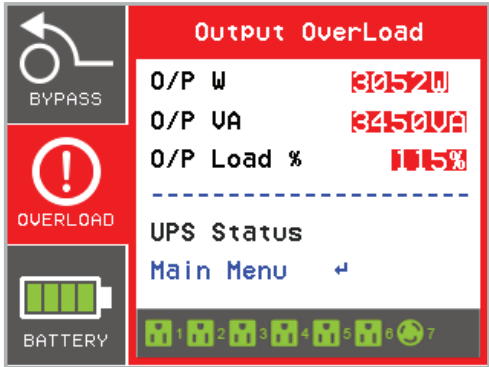 Output OverLoad
BYPASS
O/P W 3052W
O/P VA 3450VA
O/P Load % 115%
OVERLOAD
UPS Status
Main Menu ↵
BATTERY
1 2 3 4 5 6 7